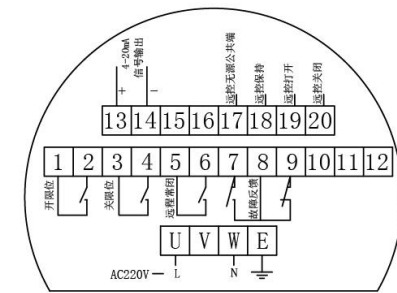 4-20mA
信号输出
+
−
远控无源公共端
远控保持
远控打开
远控关闭
13 14 15 16 17 18 19 20
1 2 3 4 5 6 7 8 9 10 11 12
开限位
关限位
远程常闭
故障反馈
U V W E
AC220V L N